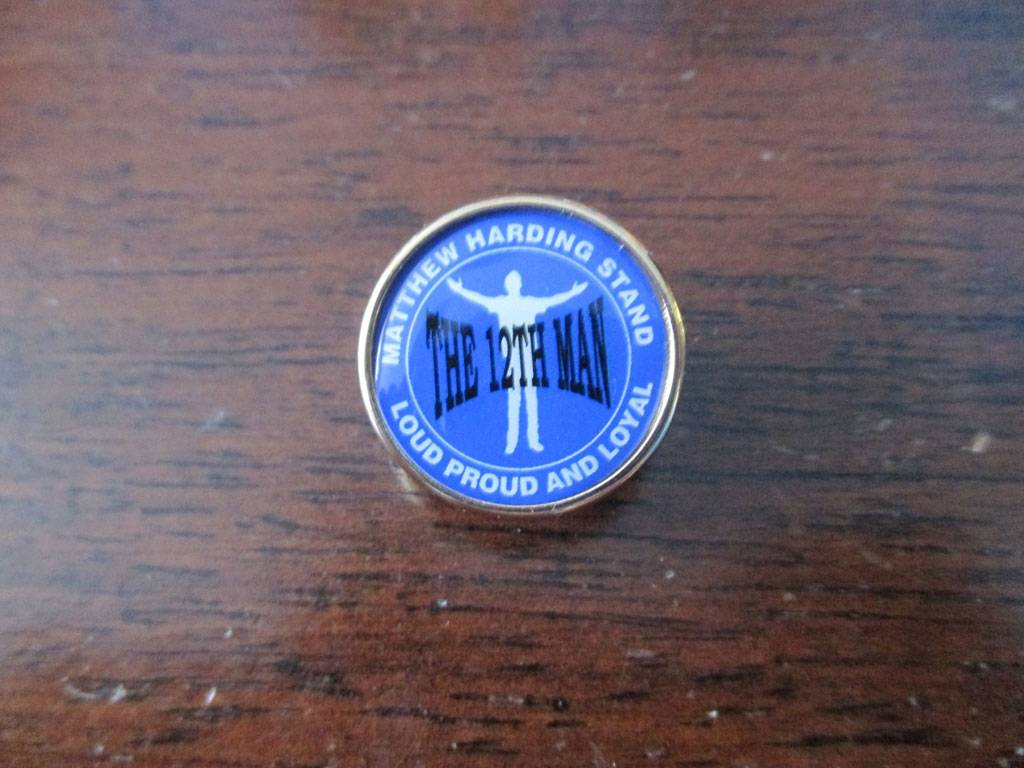 MATTHEW HARDING STAND
THE 12TH MAN
LOUD PROUD AND LOYAL